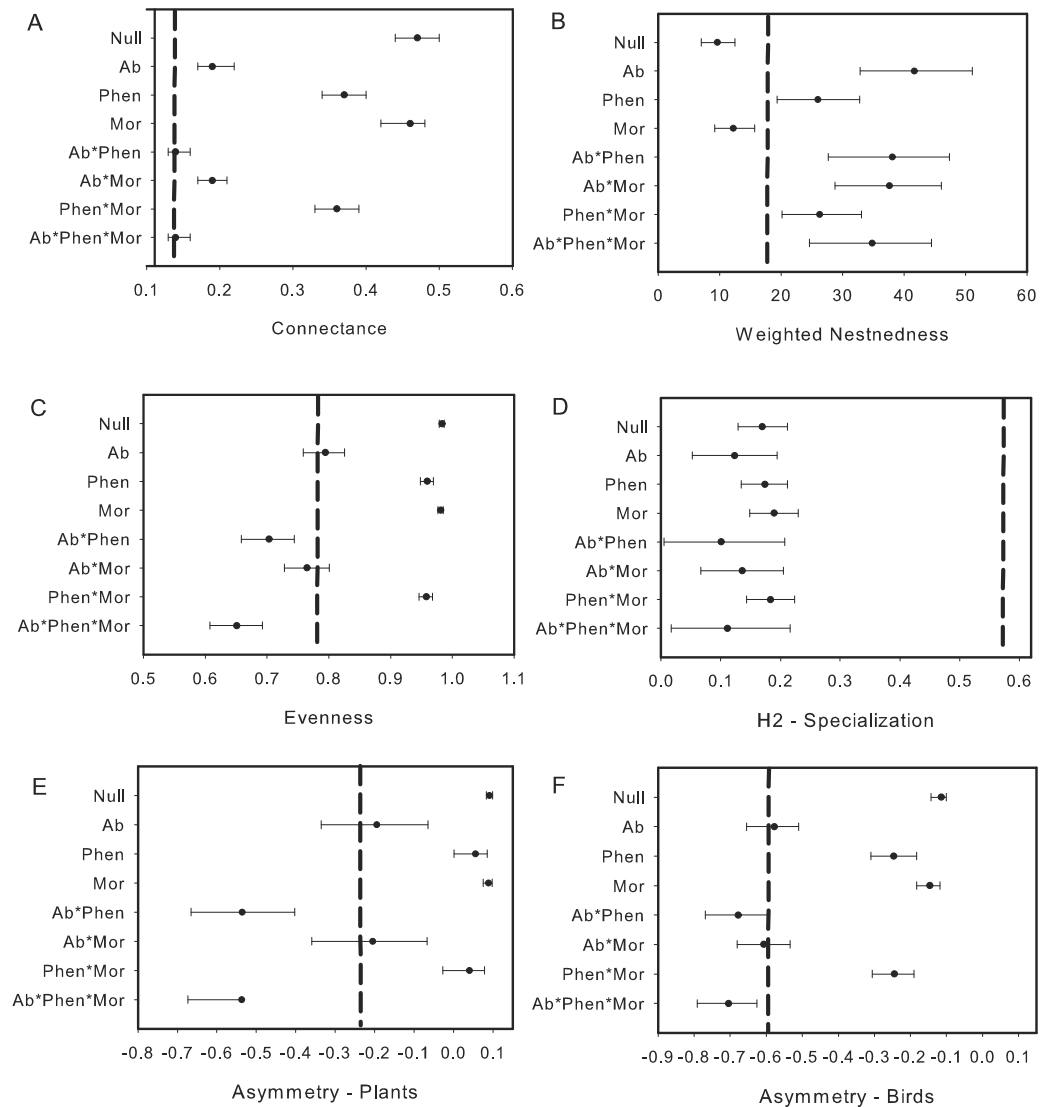 A
Null
Ab
Phen
Mor
Ab*Phen
Ab*Mor
Phen*Mor
Ab*Phen*Mor
0.1 0.2 0.3 0.4 0.5 0.6
Connectance
B
Null
Ab
Phen
Mor
Ab*Phen
Ab*Mor
Phen*Mor
Ab*Phen*Mor
0 10 20 30 40 50 60
Weighted Nestnedness
C
Null
Ab
Phen
Mor
Ab*Phen
Ab*Mor
Phen*Mor
Ab*Phen*Mor
0.5 0.6 0.7 0.8 0.9 1.0 1.1
Evenness
D
Null
Ab
Phen
Mor
Ab*Phen
Ab*Mor
Phen*Mor
Ab*Phen*Mor
0.0 0.1 0.2 0.3 0.4 0.5 0.6
H2 - Specialization
E
Null
Ab
Phen
Mor
Ab*Phen
Ab*Mor
Phen*Mor
Ab*Phen*Mor
-0.8 -0.7 -0.6 -0.5 -0.4 -0.3 -0.2 -0.1 0.0 0.1
Asymmetry - Plants
F
Null
Ab
Phen
Mor
Ab*Phen
Ab*Mor
Phen*Mor
Ab*Phen*Mor
-0.9 -0.8 -0.7 -0.6 -0.5 -0.4 -0.3 -0.2 -0.1 0.0 0.1
Asymmetry - Birds